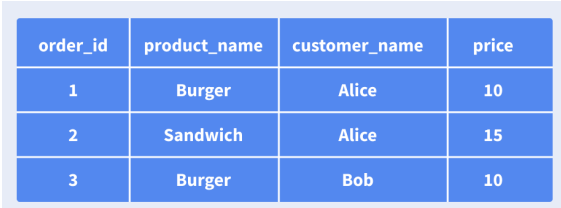 order_id product_name customer_name price
1 Burger Alice 10
2 Sandwich Alice 15
3 Burger Bob 10